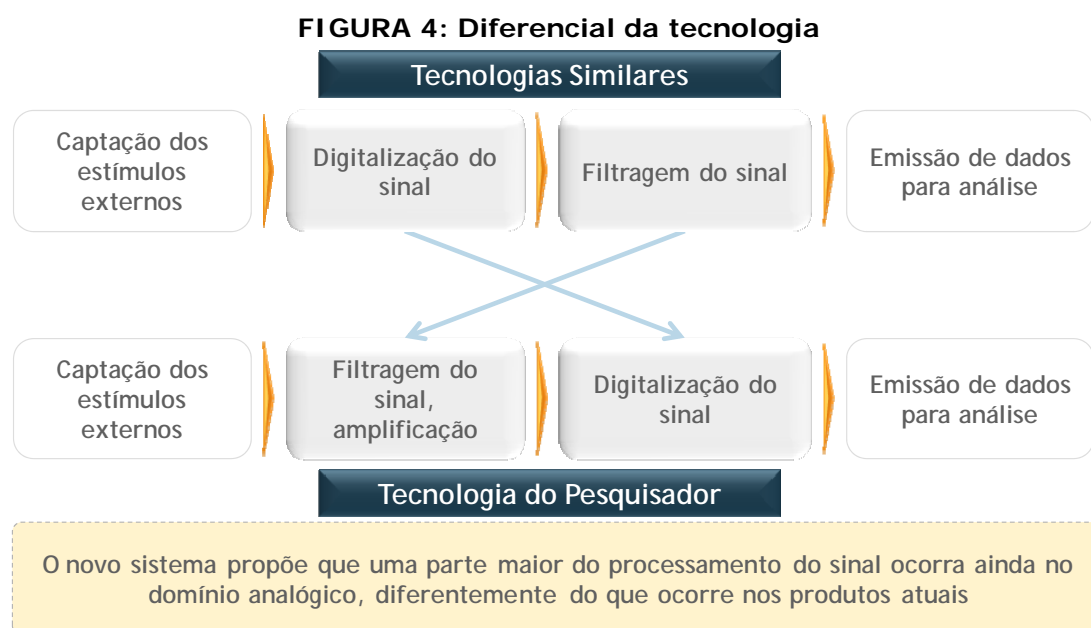 FIGURA 4: Diferencial da tecnologia
Tecnologias Similares
Captação dos
estímulos
externos
Digitalização do
sinal
Filtragem do sinal
Emissão de dados
para análise
Captação dos
estímulos
externos
Filtragem do
sinal,
amplificação
Digitalização do
sinal
Emissão de dados
para análise
Tecnologia do Pesquisador
O novo sistema propõe que uma parte maior do processamento do sinal ocorra ainda no
domínio analógico, diferentemente do que ocorre nos produtos atuais